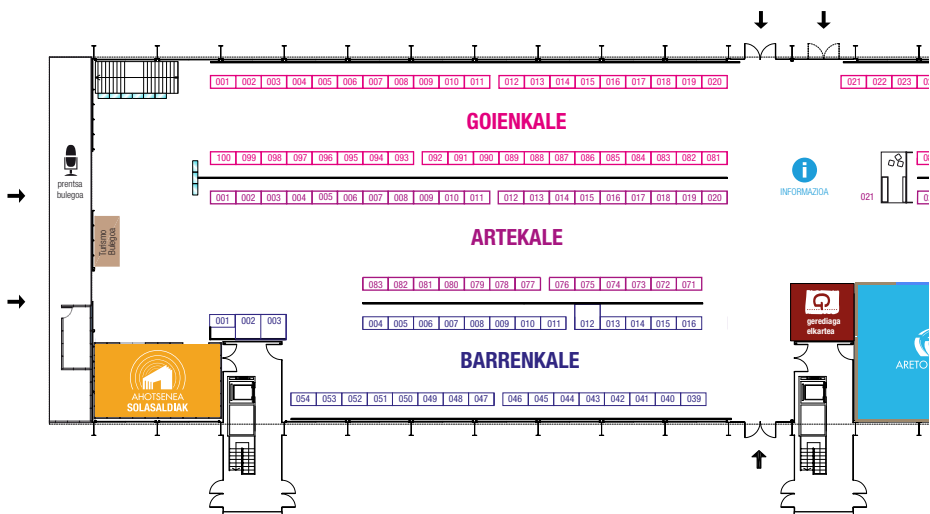 001 002 003 004 005 006 007 008 009 010 011 012 013 014 015 016 017 018 019 020 021 022 023
GOIENKALE
100 099 098 097 096 095 094 093 092 091 090 089 088 087 086 085 084 083 082 081
prentsa
bulegoa
i
INFORMAZIOA
001 002 003 004 005 006 007 008 009 010 011 012 013 014 015 016 017 018 019 020 021
Turismo
Bulegoa
ARTEKALE
083 082 081 080 079 078 077 076 075 074 073 072 071
001 002 003
004 005 006 007 008 009 010 011 012 013 014 015 016
G
gerediaga
elkartea
BARRENKALE
ARETO
AHOTSENEA
SOLASALDIAK
054 053 052 051 050 049 048 047 046 045 044 043 042 041 040 039